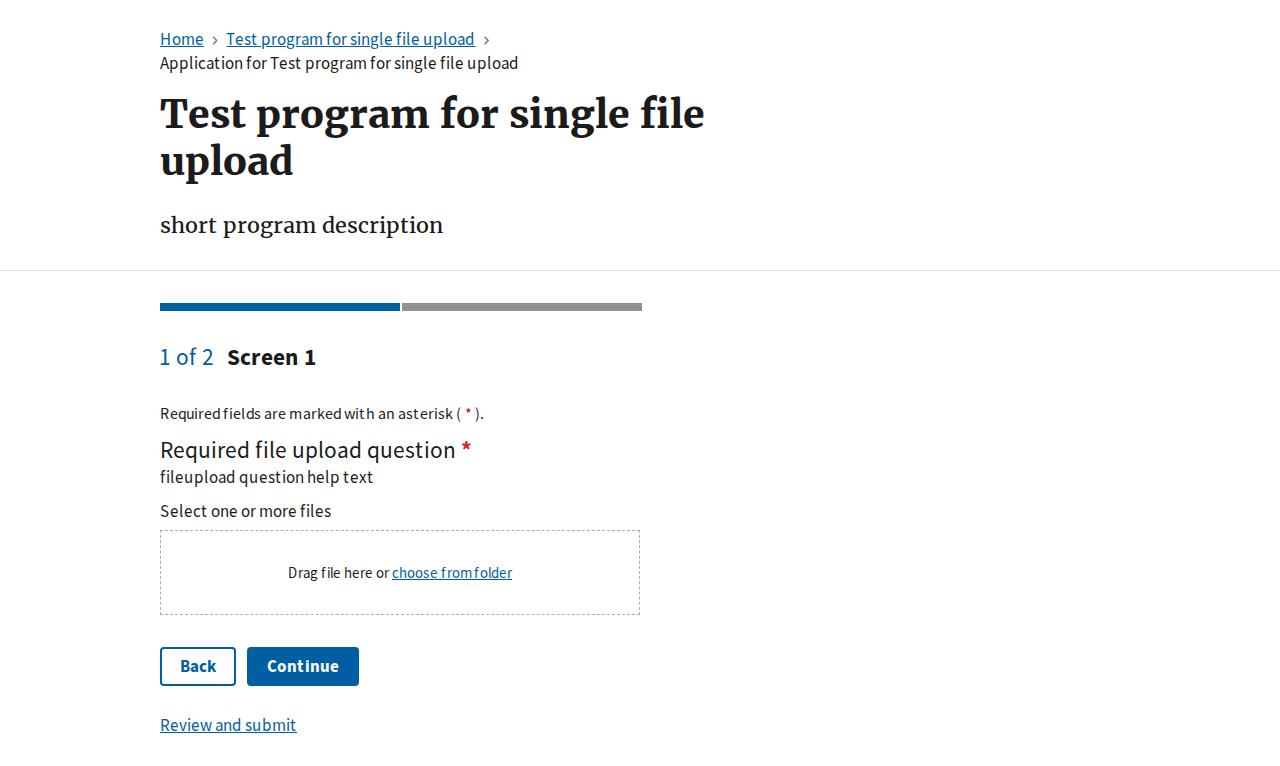 Home > Test program for single file upload >
Application for Test program for single file upload
Test program for single file
upload
short program description
1 of 2 Screen 1
Required fields are marked with an asterisk ( * ).
Required file upload question *
fileupload question help text
Select one or more files
Drag file here or choose from folder
Back Continue
Review and submit